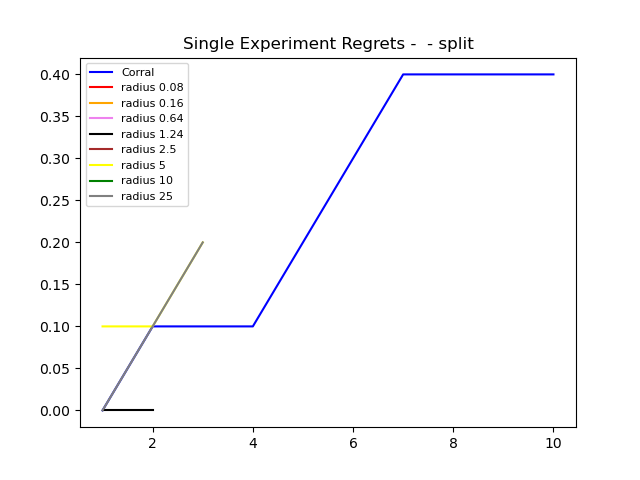 Single Experiment Regrets -  - split
0.40
0.35
0.30
0.25
0.20
0.15
0.10
0.05
0.00
Corral
radius 0.08
radius 0.16
radius 0.64
radius 1.24
radius 2.5
radius 5
radius 10
radius 25
2 4 6 8 10